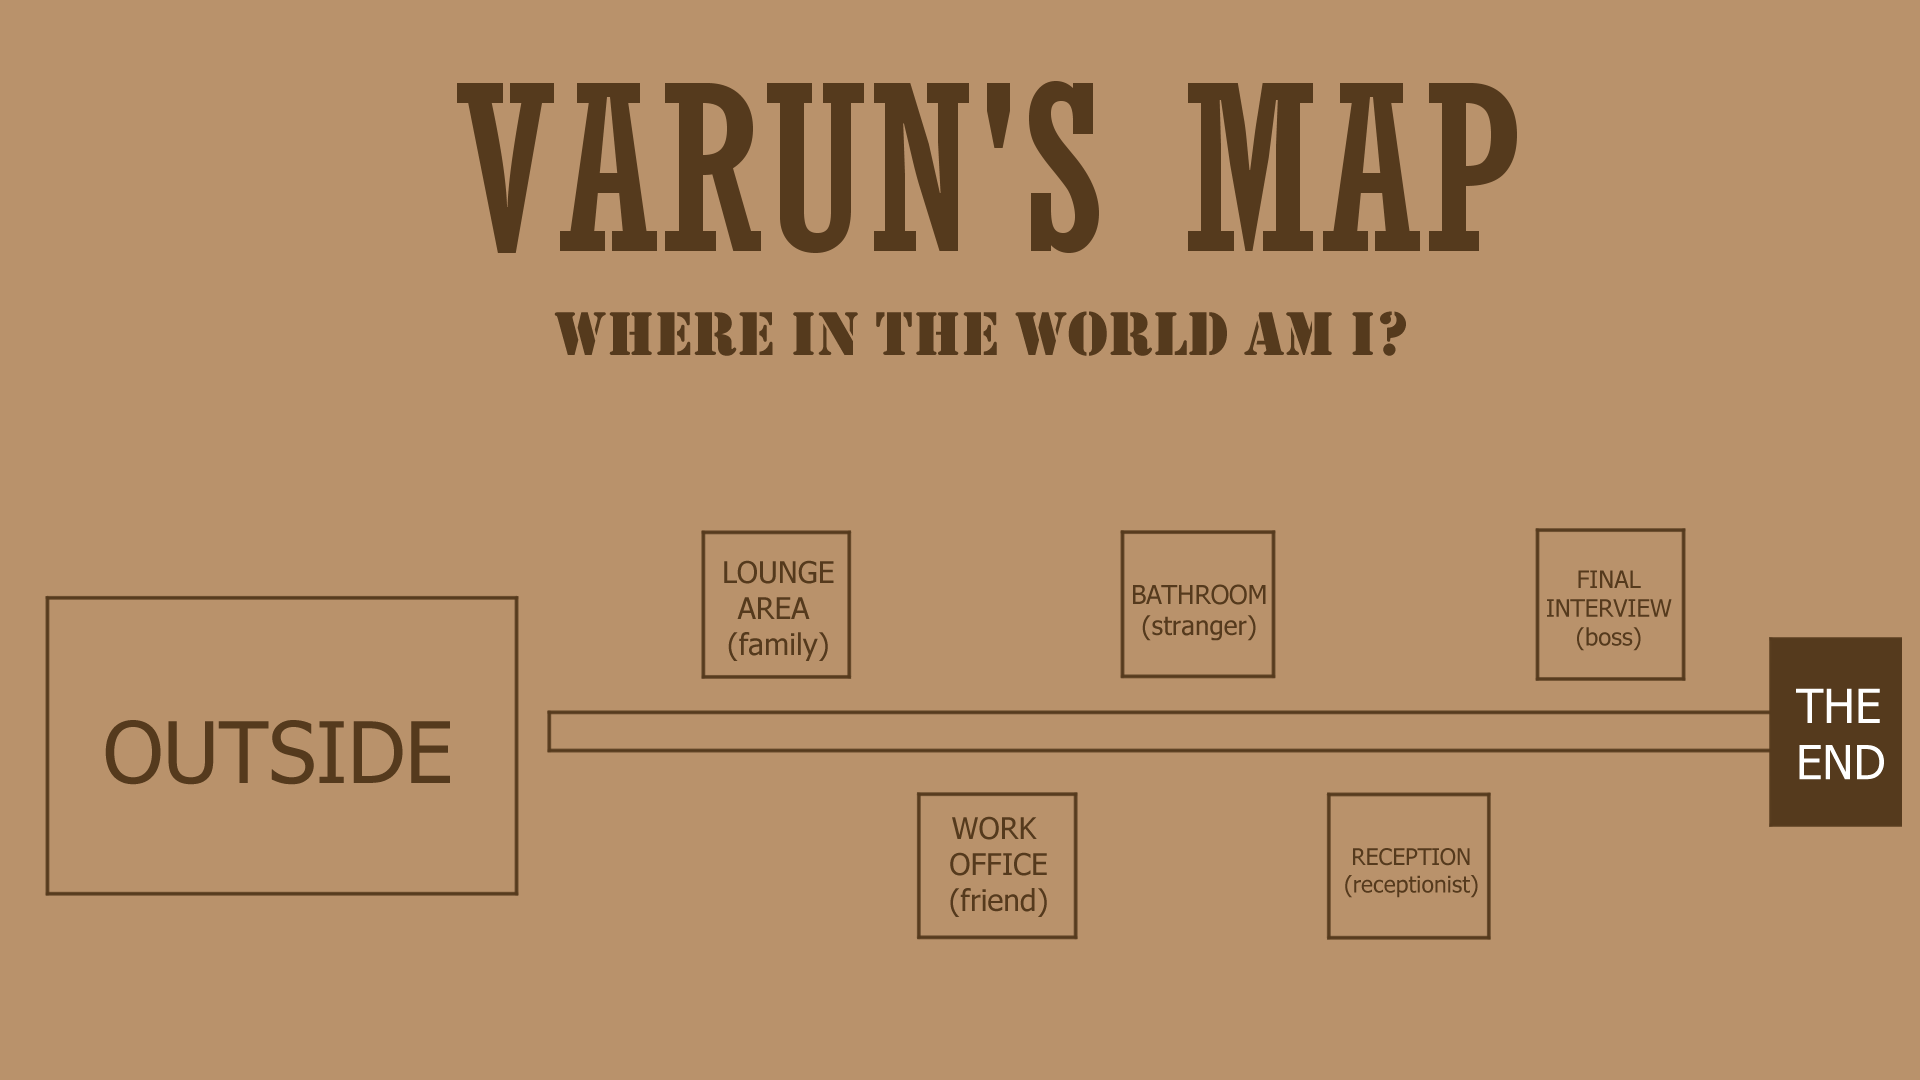 VARUN'S MAP
WHERE IN THE WORLD AM I?
OUTSIDE
LOUNGE
AREA
(family)
WORK
OFFICE
(friend)
BATHROOM
(stranger)
RECEPTION
(receptionist)
FINAL
INTERVIEW
(boss)
THE
END